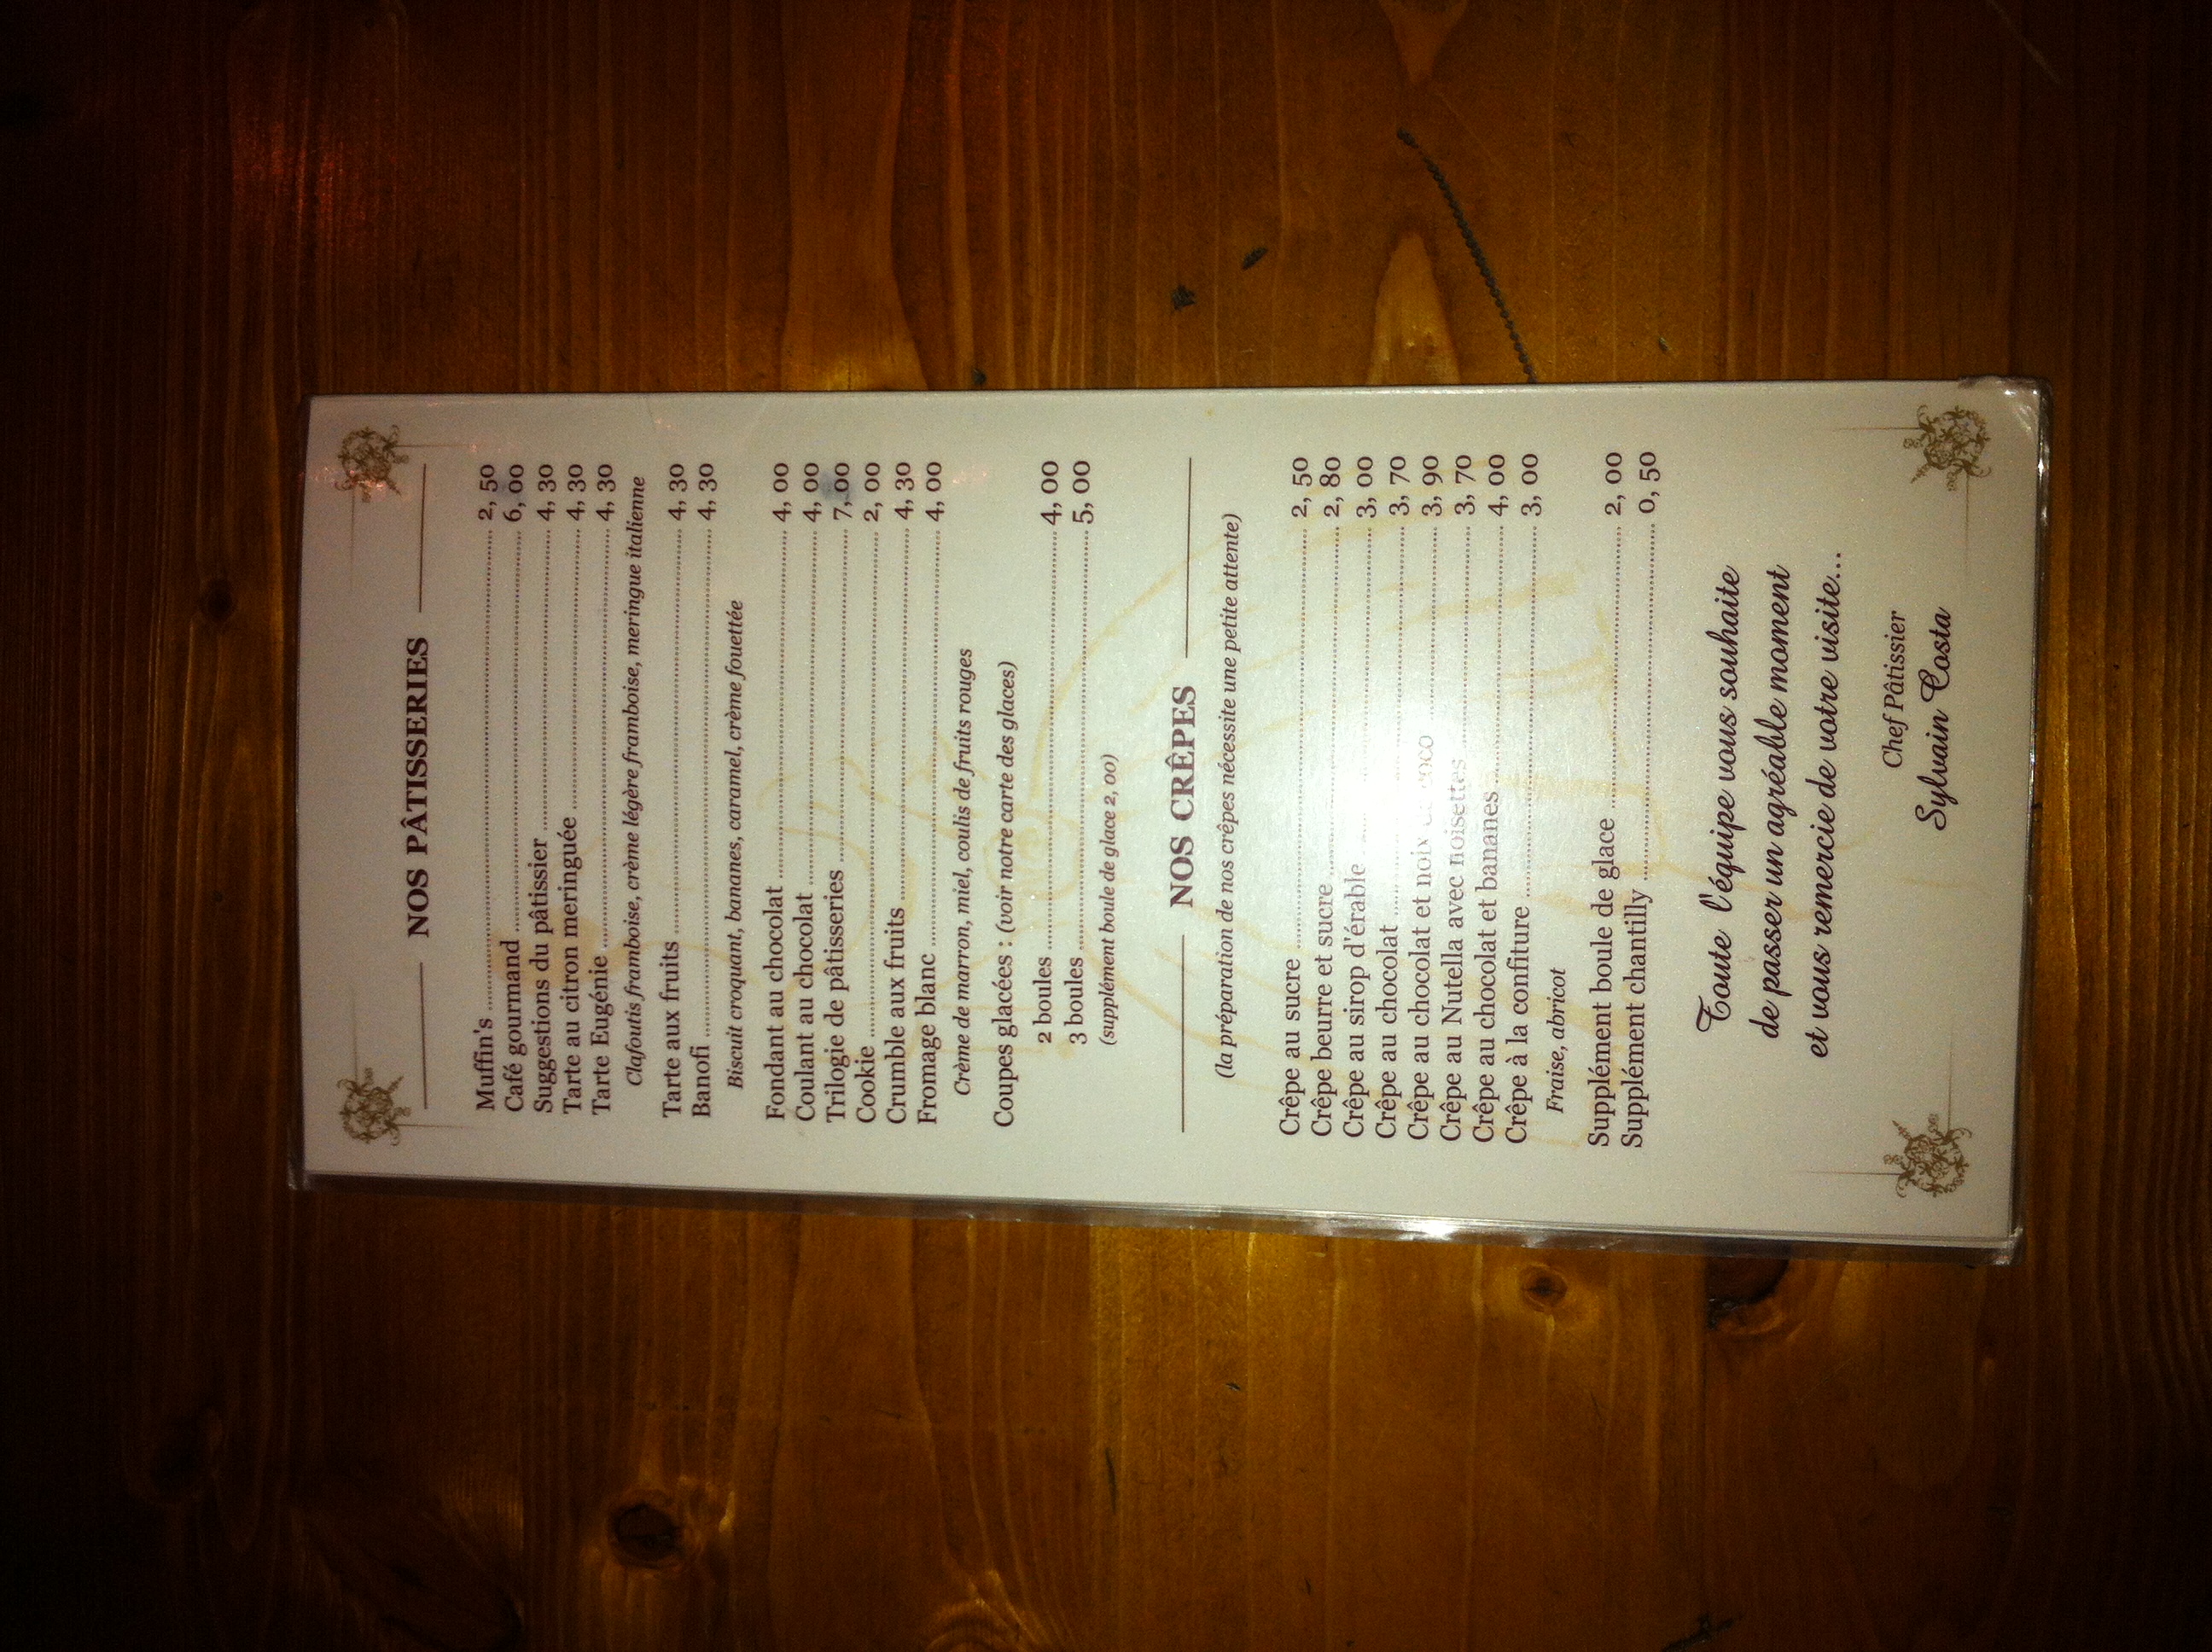 NOS PÂTISSERIES
Muffin's ........ 2, 50
Café gourmand ........ 6, 00
Suggestions du pâtissier ........ 4, 30
Tarte au citron meringuée ........ 4, 30
Tarte Eugénie ........ 4, 30
Clafoutis framboise, crème légère framboise, meringue italienne
Tarte aux fruits ........ 4, 30
Banofi ........ 4, 30
Biscuit croquant, bananes, caramel, crème fouettée
Fondant au chocolat ........ 4, 00
Coulant au chocolat ........ 4, 00
Trilogie de pâtisseries ........ 7, 00
Cookie ........ 2, 00
Crumble aux fruits ........ 4, 30
Fromage blanc ........ 4, 00
Crème de marron, miel, coulis de fruits rouges
Coupes glacées : (voir notre carte des glaces)
2 boules ........ 4, 00
3 boules ........ 5, 00
(supplément boule de glace 2, 00)
NOS CRÊPES
(la préparation de nos crêpes nécessite une petite attente)
Crêpe au sucre ........ 2, 50
Crêpe beurre et sucre ........ 2, 80
Crêpe au sirop d'érable ........ 3, 00
Crêpe au chocolat ........ 3, 70
Crêpe au chocolat et noix de coco ........ 3, 90
Crêpe au Nutella avec noisettes ........ 3, 70
Crêpe au chocolat et bananes ........ 4, 00
Crêpe à la confiture ........ 3, 00
Fraise, abricot
Supplément boule de glace ........ 2, 00
Supplément chantilly ........ 0, 50
Toute l'équipe vous souhaite
de passer un agréable moment
et vous remercie de votre visite...
Chef Pâtissier
Sylvain Costa